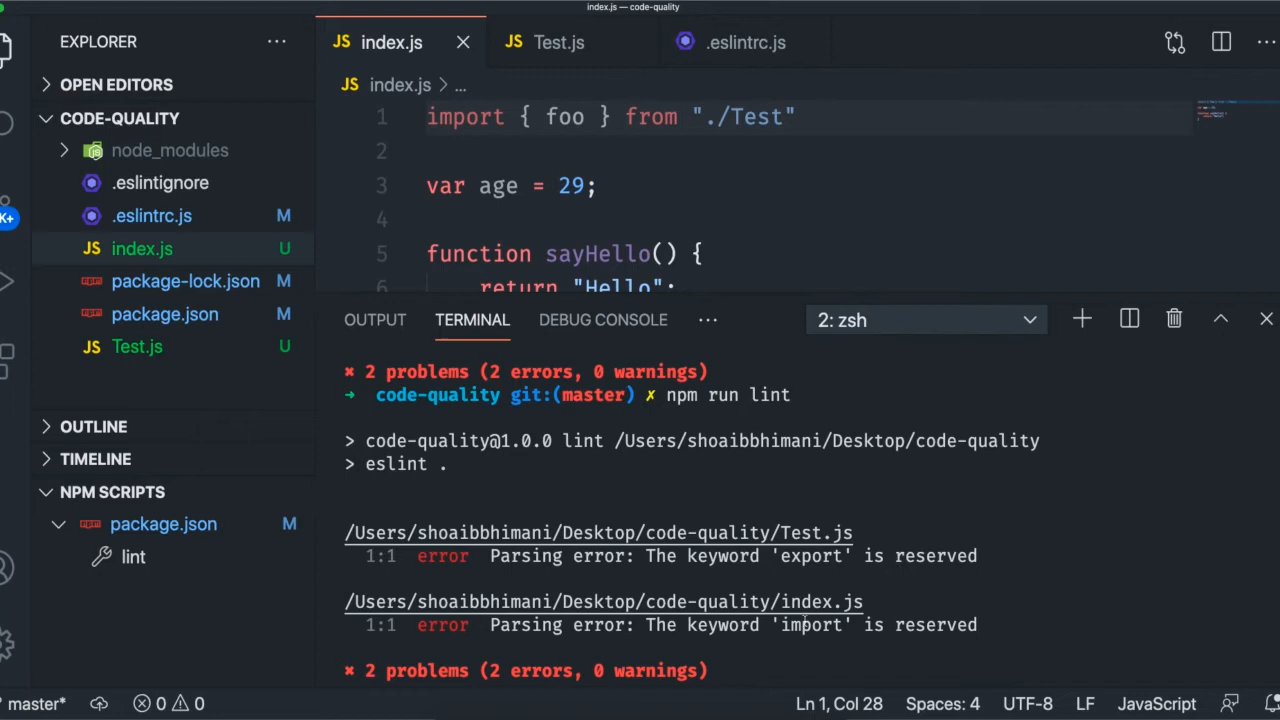 index.js — code-quality
EXPLORER
OPEN EDITORS
CODE-QUALITY
node_modules
.eslintignore
.eslintrc.js M
index.js U
package-lock.json M
package.json M
Test.js U
OUTLINE
TIMELINE
NPM SCRIPTS
package.json M
lint
K+
JS index.js
JS Test.js
.eslintrc.js
JS index.js > ...
1 import { foo } from "./Test"
2
3 var age = 29;
4
5 function sayHello() {
6 return "Hello";
OUTPUT TERMINAL DEBUG CONSOLE
2: zsh
✖ 2 problems (2 errors, 0 warnings)
➜ code-quality git:(master) ✗ npm run lint
> code-quality@1.0.0 lint /Users/shoaibbhimani/Desktop/code-quality
> eslint .
/Users/shoaibbhimani/Desktop/code-quality/Test.js
1:1 error Parsing error: The keyword 'export' is reserved
/Users/shoaibbhimani/Desktop/code-quality/index.js
1:1 error Parsing error: The keyword 'import' is reserved
✖ 2 problems (2 errors, 0 warnings)
master* 0 0 Ln 1, Col 28 Spaces: 4 UTF-8 LF JavaScript